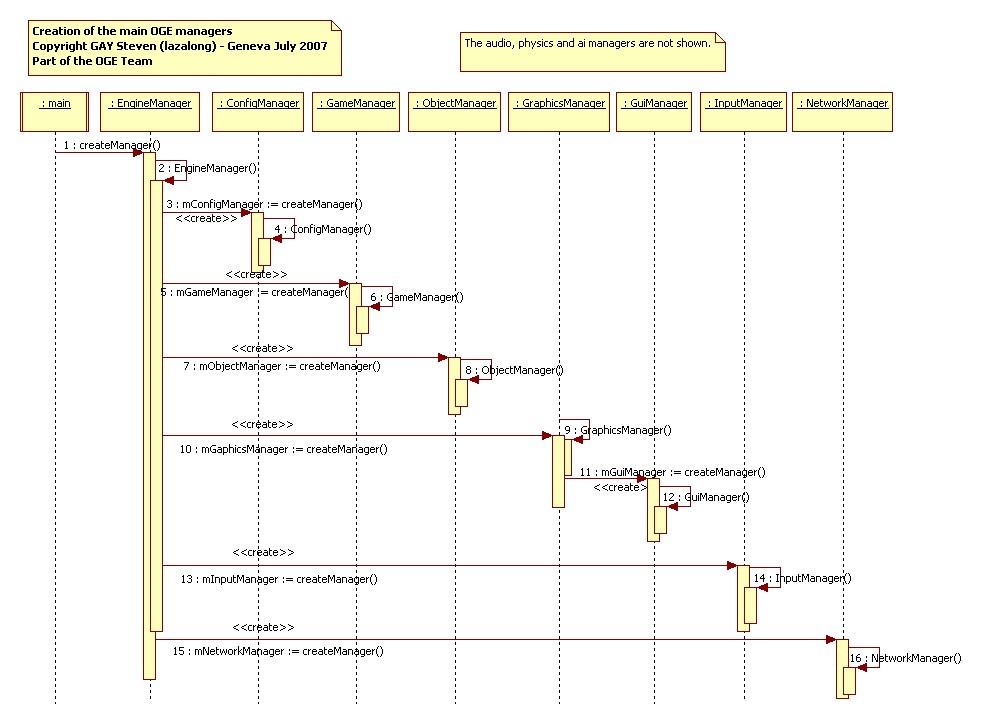 Creation of the main OGE managers
Copyright GAY Steven (lazalong) - Geneva July 2007
Part of the OGE Team
The audio, physics and ai managers are not shown.
: main
: EngineManager
: ConfigManager
: GameManager
: ObjectManager
: GraphicsManager
: GuiManager
: InputManager
: NetworkManager
1 : createManager()
2 : EngineManager()
3 : mConfigManager := createManager()
<<create>>
4 : ConfigManager()
<<create>>
5 : mGameManager := createManager()
6 : GameManager()
<<create>>
7 : mObjectManager := createManager()
8 : ObjectManager()
<<create>>
9 : GraphicsManager()
10 : mGaphicsManager := createManager()
11 : mGuiManager := createManager()
<<create>
12 : GuiManager()
<<create>>
13 : mInputManager := createManager()
14 : InputManager()
<<create>>
15 : mNetworkManager := createManager()
16 : NetworkManager()